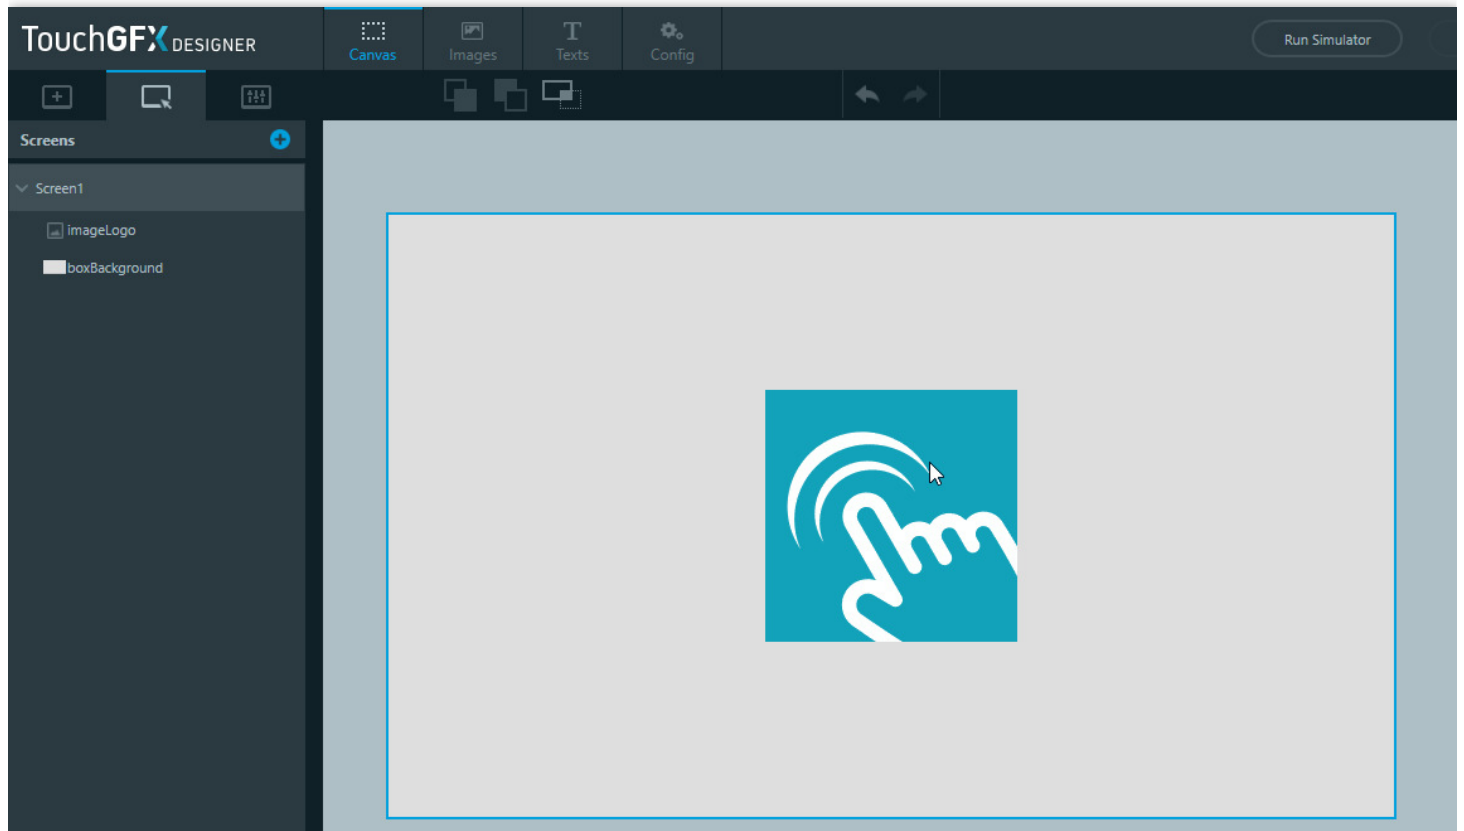 TouchGFX DESIGNER
Canvas
Images
Texts
Config
Run Simulator
Screens
Screen1
imageLogo
boxBackground